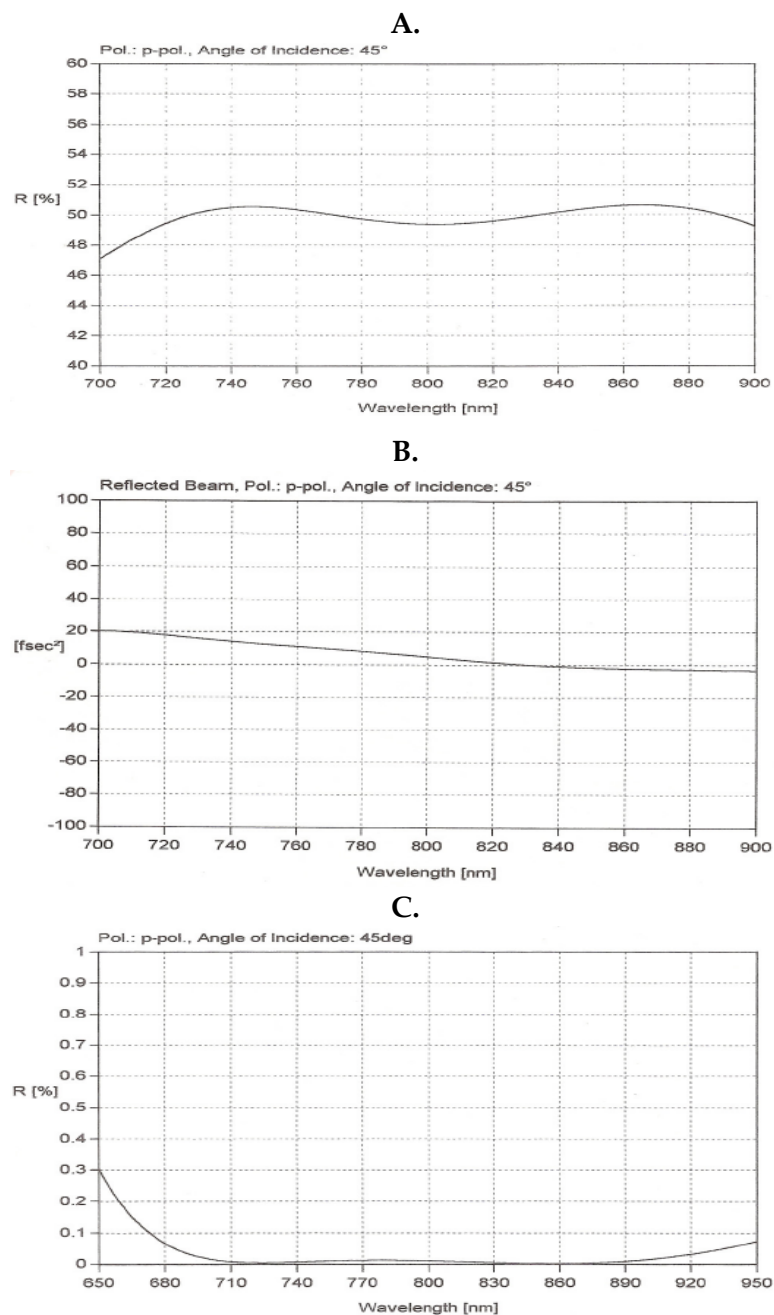 A.
Pol.: p-pol., Angle of Incidence: 45°
60
58
56
54
52
R [%]
50
48
46
44
42
40
700 720 740 760 780 800 820 840 860 880 900
Wavelength [nm]
B.
Reflected Beam, Pol.: p-pol., Angle of Incidence: 45°
100
80
60
40
20
[fsec²]
0
-20
-40
-60
-80
-100
700 720 740 760 780 800 820 840 860 880 900
Wavelength [nm]
C.
Pol.: p-pol., Angle of Incidence: 45deg
1
0.9
0.8
0.7
0.6
R [%]
0.5
0.4
0.3
0.2
0.1
0
650 680 710 740 770 800 830 860 890 920 950
Wavelength [nm]